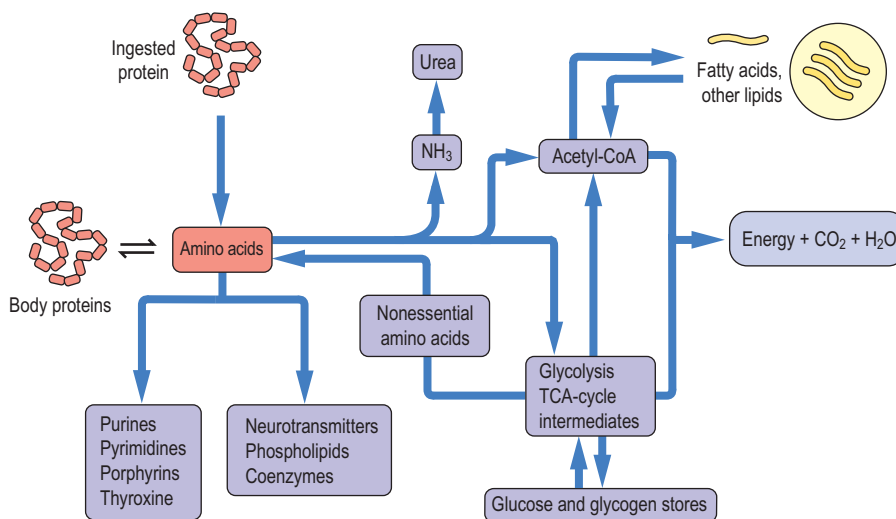 Ingested
protein
Urea
Fatty acids,
other lipids
NH₃
Acetyl-CoA
Amino acids
Energy + CO₂ + H₂O
Body proteins
Nonessential
amino acids
Glycolysis
TCA-cycle
intermediates
Purines
Pyrimidines
Porphyrins
Thyroxine
Neurotransmitters
Phospholipids
Coenzymes
Glucose and glycogen stores